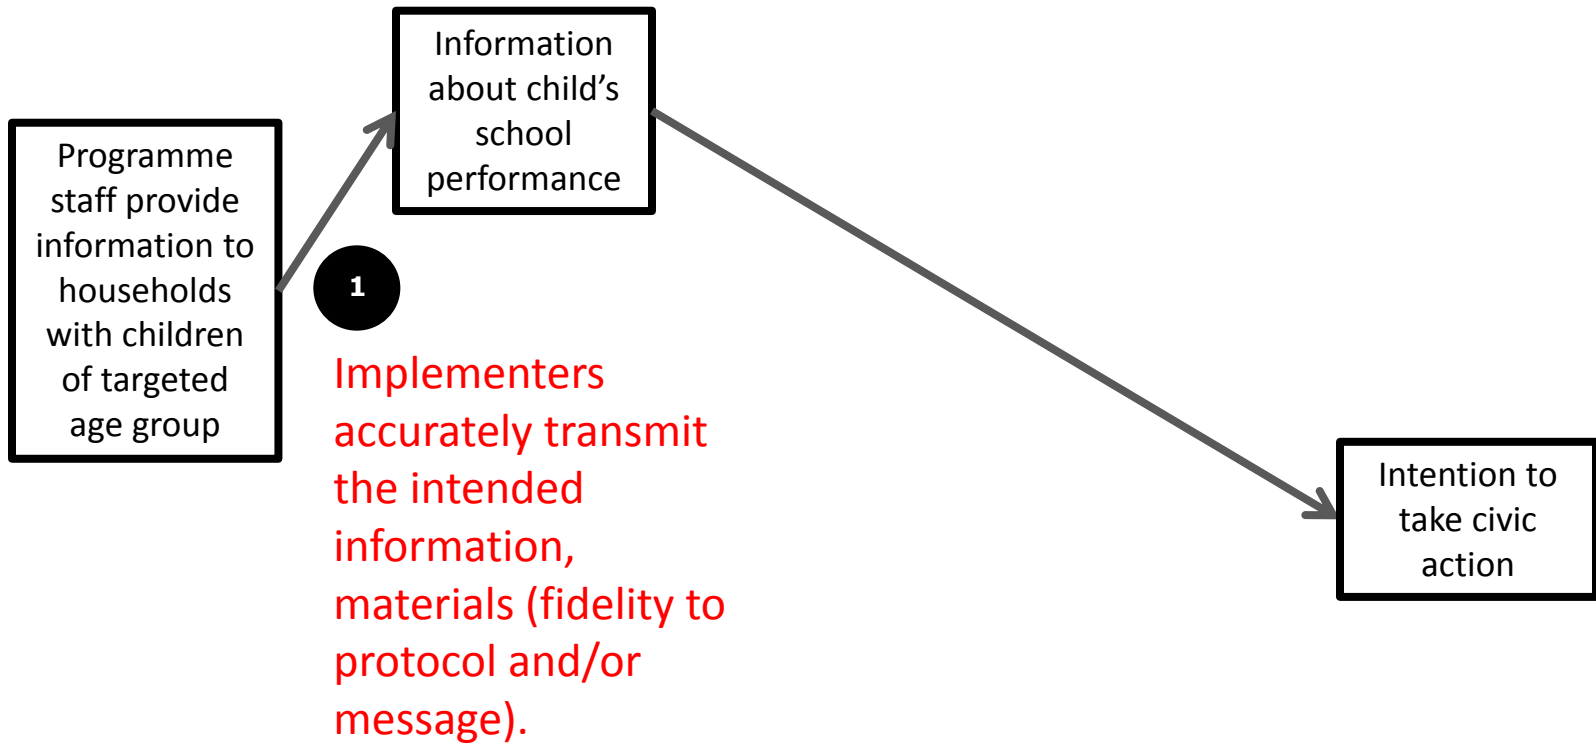 Programme
staff provide
information to
households
with children
of targeted
age group
Information
about child’s
school
performance
1
Implementers
accurately transmit
the intended
information,
materials (fidelity to
protocol and/or
message).
Intention to
take civic
action